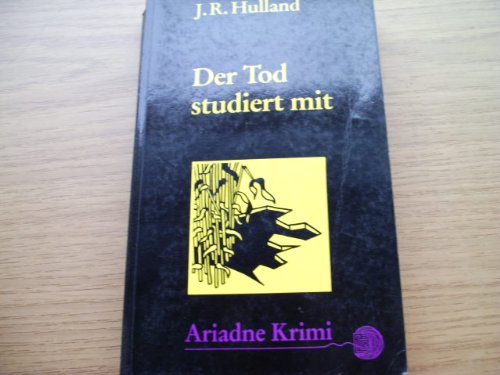 J. R. Hulland
Der Tod
studiert mit
Ariadne Krimi